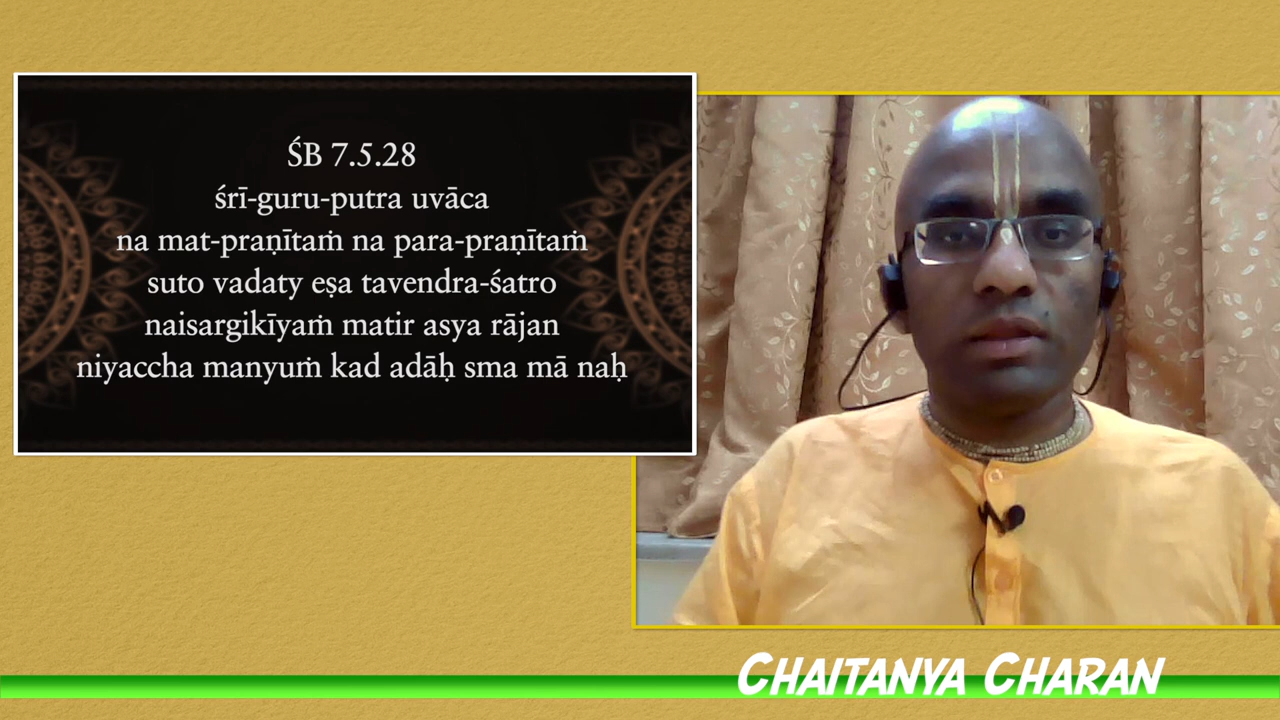 ŚB 7.5.28
śrī-guru-putra uvāca
na mat-praṇītaṁ na para-praṇītaṁ
suto vadaty eṣa tavendra-śatro
naisargikīyaṁ matir asya rājan
niyaccha manyuṁ kad adāḥ sma mā naḥ
CHAITANYA CHARAN